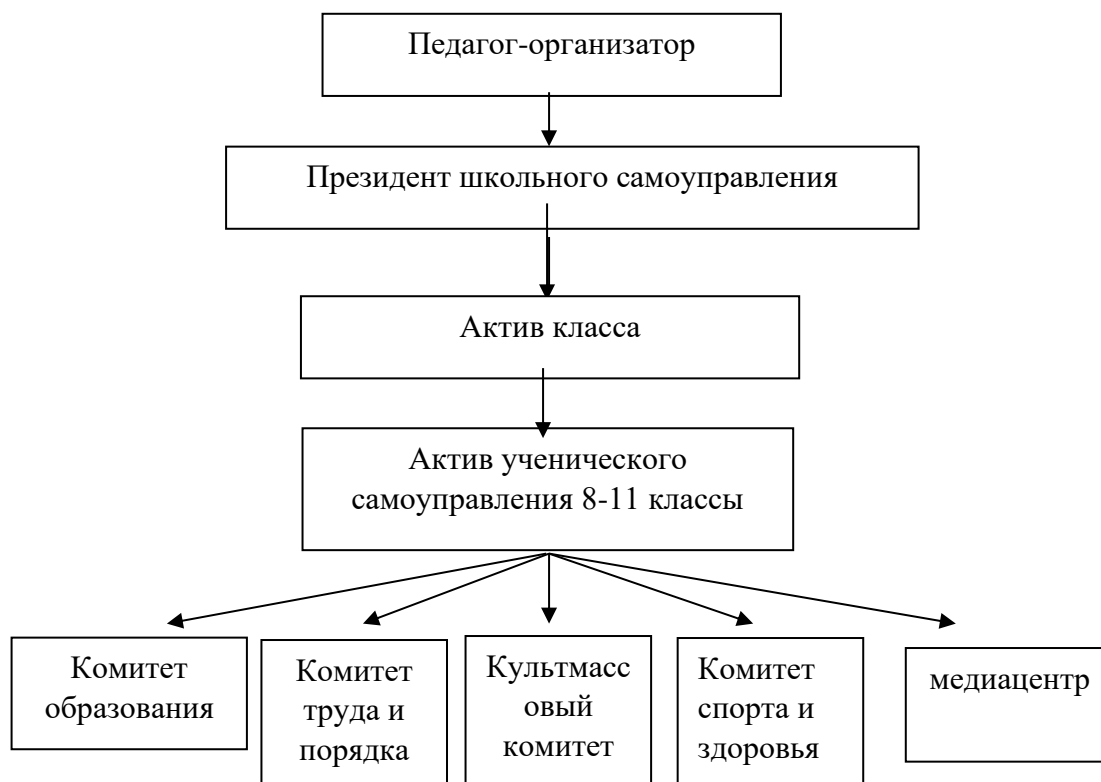 Педагог-организатор
Президент школьного самоуправления
Актив класса
Актив ученического
самоуправления 8-11 классы
Комитет
образования
Комитет
труда и
порядка
Культмасс
овый
комитет
Комитет
спорта и
здоровья
медиацентр